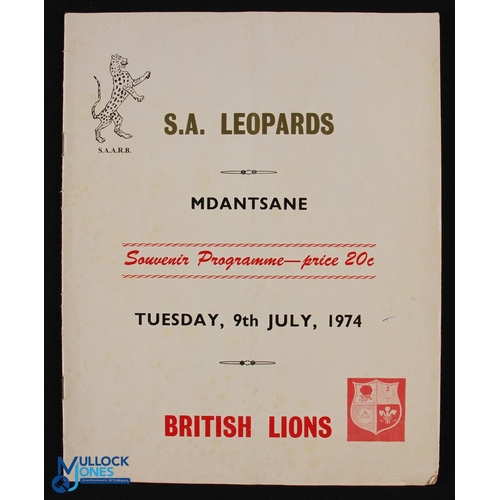 S.A.A.R.B.
S.A. LEOPARDS
MDANTSANE
Souvenir Programme—price 20c
TUESDAY, 9th JULY, 1974
BRITISH LIONS
MULLOCK
JONES